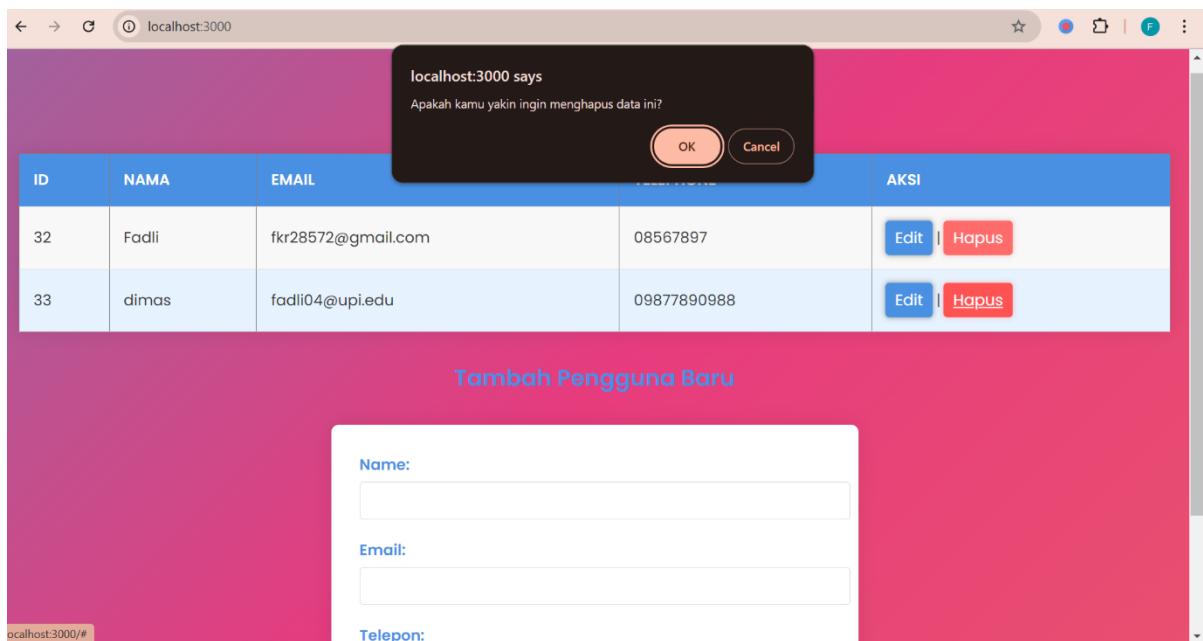 localhost:3000
F
localhost:3000 says
Apakah kamu yakin ingin menghapus data ini?
OK Cancel
ID NAMA EMAIL AKSI
32 Fadli fkr28572@gmail.com 08567897 Edit | Hapus
33 dimas fadli04@upi.edu 09877890988 Edit | Hapus
Tambah Pengguna Baru
Name:
Email:
Telepon:
ocalhost:3000/#